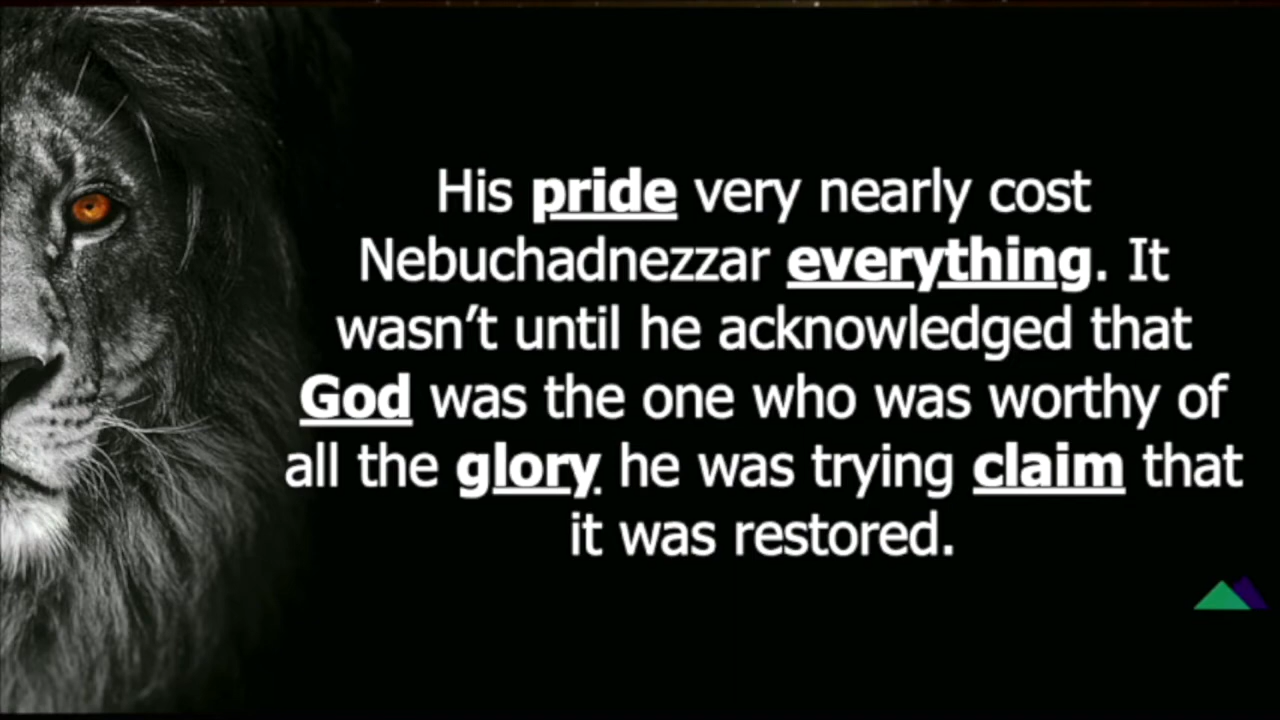 His pride very nearly cost
Nebuchadnezzar everything. It
wasn’t until he acknowledged that
God was the one who was worthy of
all the glory he was trying claim that
it was restored.